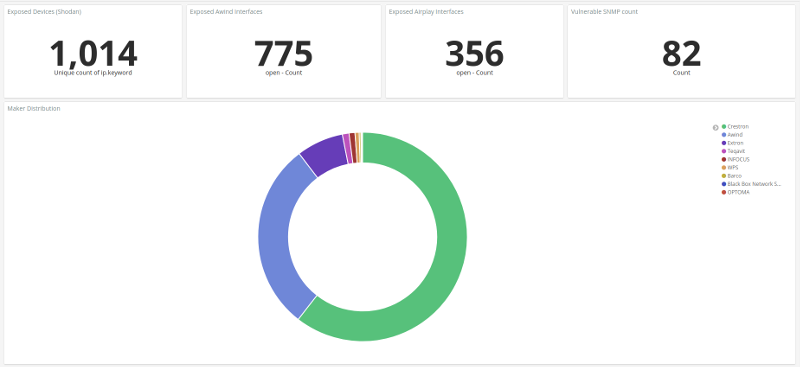 Exposed Devices (Shodan)
1,014
Unique count of ip.keyword
Exposed Awind Interfaces
775
open - Count
Exposed Airplay Interfaces
356
open - Count
Vulnerable SNMP count
82
Count
Maker Distribution
Crestron
Awind
Extron
Teqavit
INFOCUS
MPS
Barco
Black Box Network S...
OPTOMA